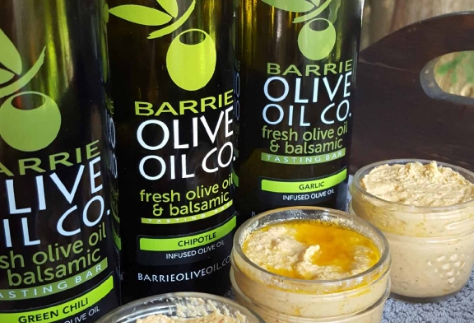 BARRIE
OLIVE
OIL CO.
fresh olive oil
& balsamic
TASTING BAR
GREEN CHILI
BARRIE
OLIVE
OIL CO.
fresh olive oil
& balsamic
TASTING BAR
CHIPOTLE
INFUSED OLIVE OIL
BARRIEOLIVEOIL.CO
BARRIE
OLIVE
OIL CO.
fresh olive oil
& balsamic
TASTING BAR
GARLIC
INFUSED OLIVE OIL